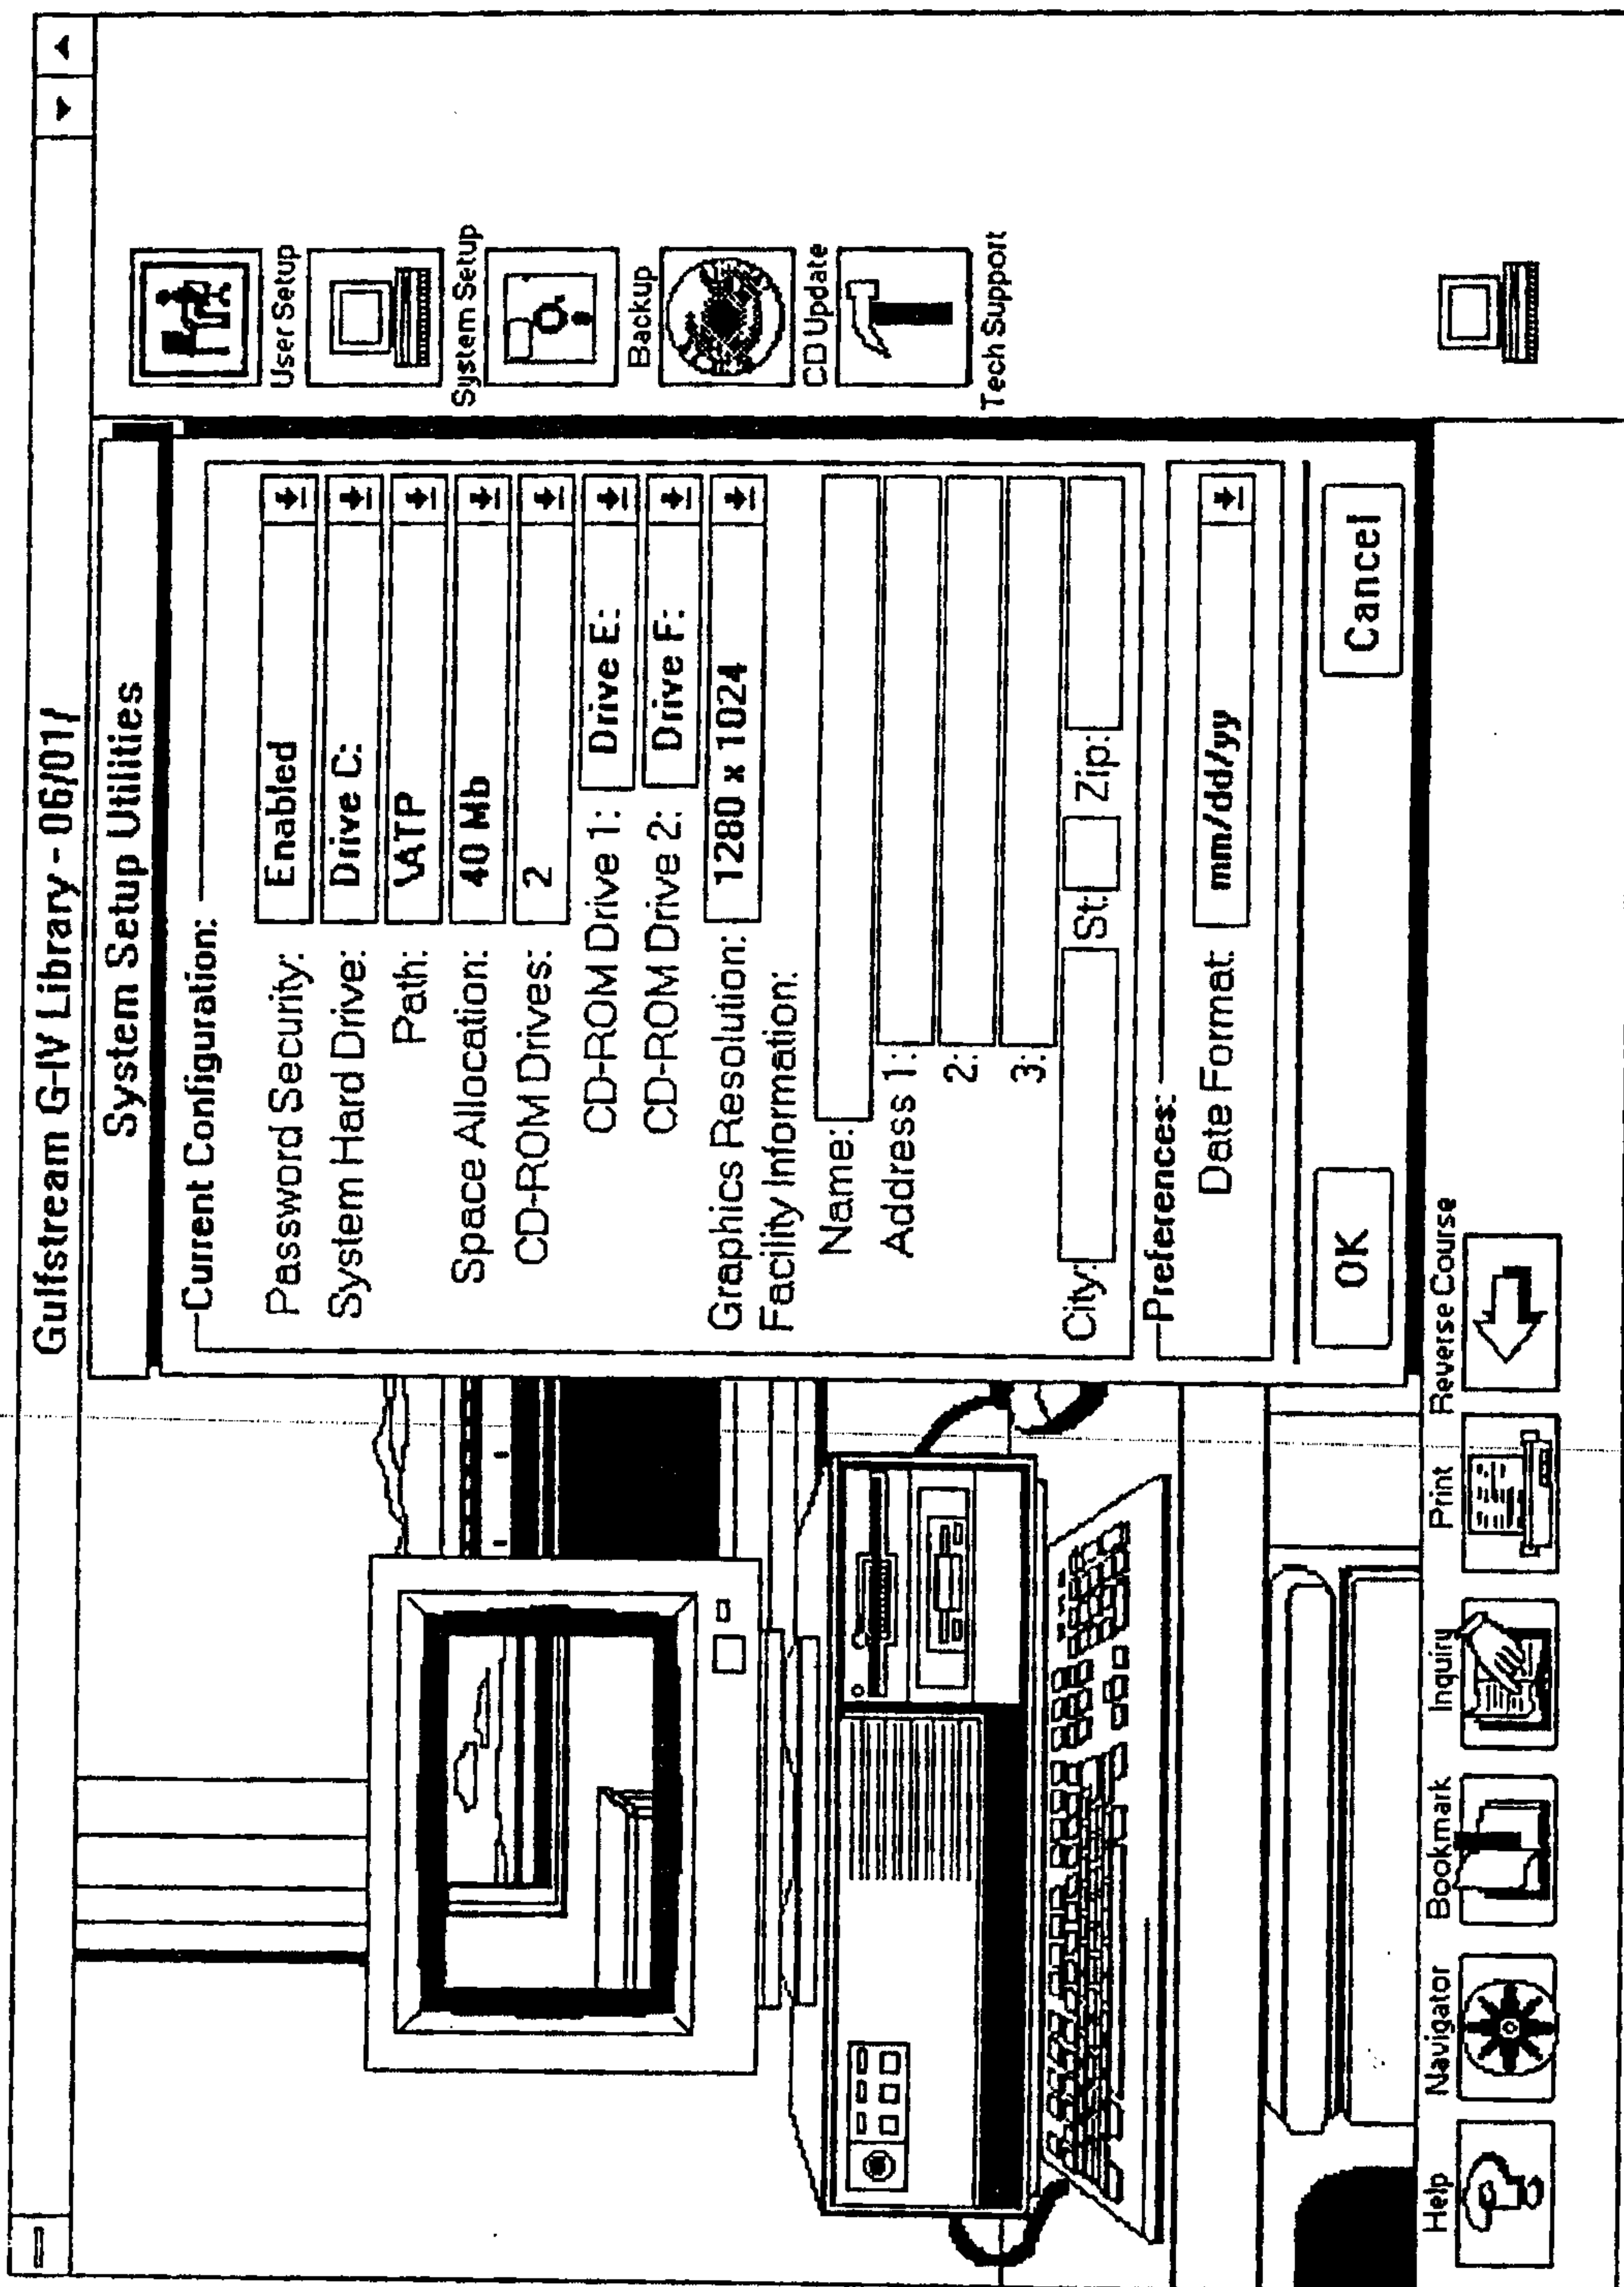 Gulfstream G-IV Library - 06/01/
System Setup Utilities
Current Configuration:
Password Security: Enabled
System Hard Drive: Drive C:
Path: \ATP
Space Allocation: 40 Mb
CD-ROM Drives: 2
CD-ROM Drive 1: Drive E:
CD-ROM Drive 2: Drive F:
Graphics Resolution: 1280 x 1024
Facility Information:
Name:
Address 1:
2:
3:
City: St: Zip:
Preferences:
Date Format: mm/dd/yy
OK Cancel
User Setup
System Setup
Backup
CD Update
Tech Support
Help Navigator Bookmark Inquiry Print Reverse Course